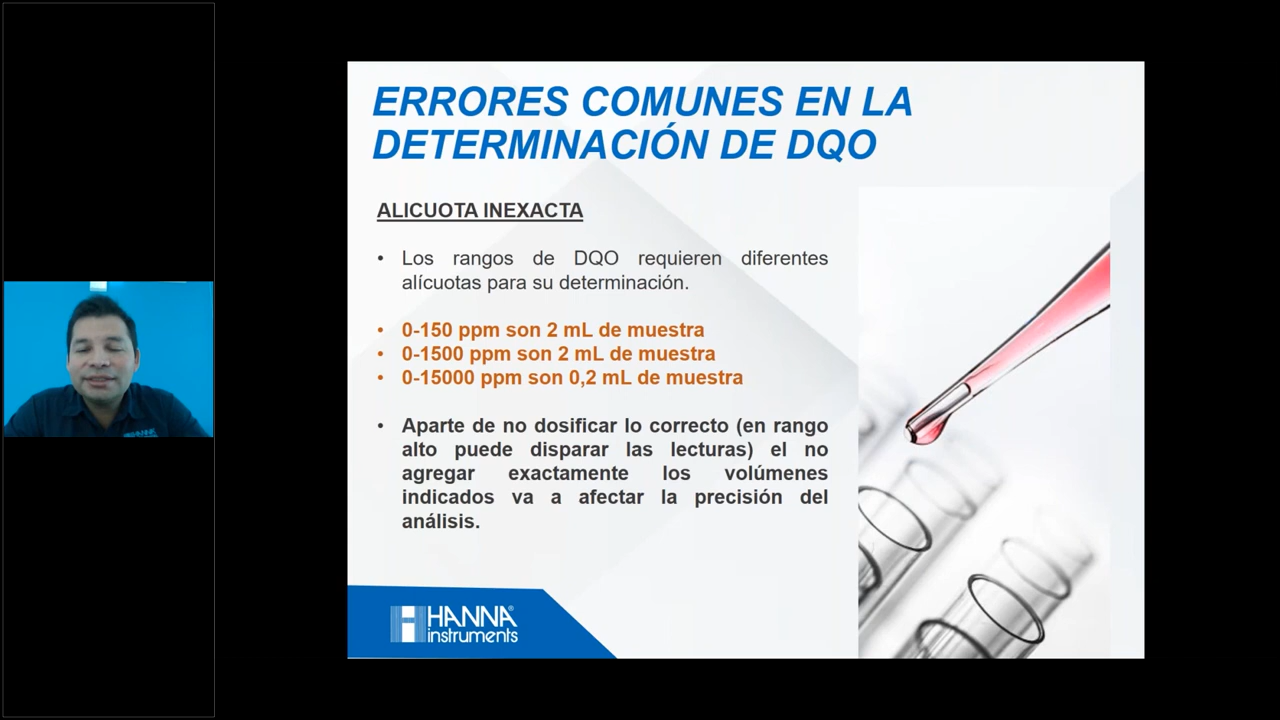 ERRORES COMUNES EN LA
DETERMINACIÓN DE DQO
ALICUOTA INEXACTA
• Los rangos de DQO requieren diferentes
alícuotas para su determinación.
• 0-150 ppm son 2 mL de muestra
• 0-1500 ppm son 2 mL de muestra
• 0-15000 ppm son 0,2 mL de muestra
• Aparte de no dosificar lo correcto (en rango
alto puede disparar las lecturas) el no
agregar exactamente los volúmenes
indicados va a afectar la precisión del
análisis.
HANNA®
instruments
HANNA